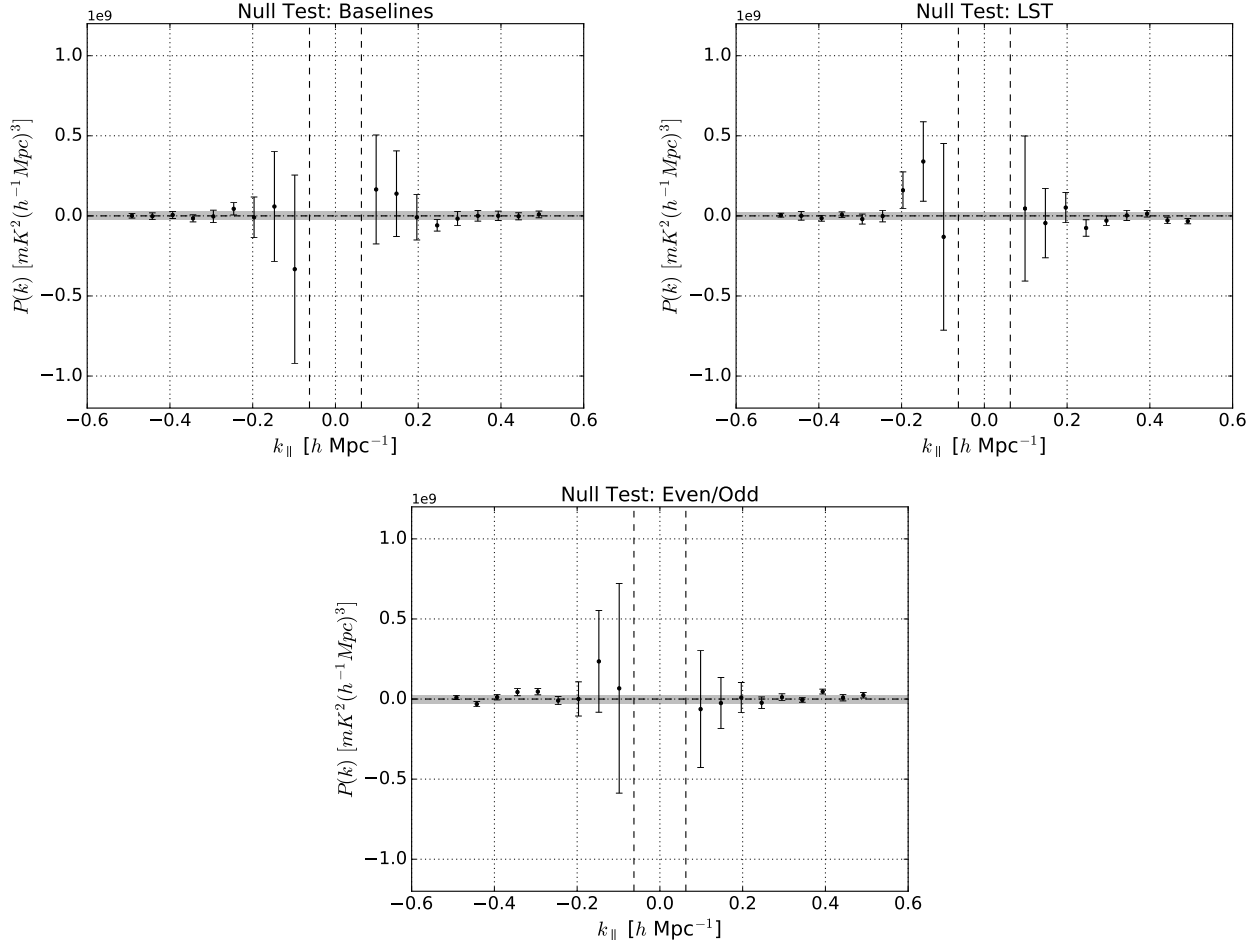 Null Test: Baselines
1e9
1.0
0.5
0.0
−0.5
−1.0
P(k) [mK²(h⁻¹Mpc)³]
−0.6 −0.4 −0.2 0.0 0.2 0.4 0.6
k∥ [h Mpc⁻¹]
Null Test: LST
1e9
1.0
0.5
0.0
−0.5
−1.0
P(k) [mK²(h⁻¹Mpc)³]
−0.6 −0.4 −0.2 0.0 0.2 0.4 0.6
k∥ [h Mpc⁻¹]
Null Test: Even/Odd
1e9
1.0
0.5
0.0
−0.5
−1.0
P(k) [mK²(h⁻¹Mpc)³]
−0.6 −0.4 −0.2 0.0 0.2 0.4 0.6
k∥ [h Mpc⁻¹]